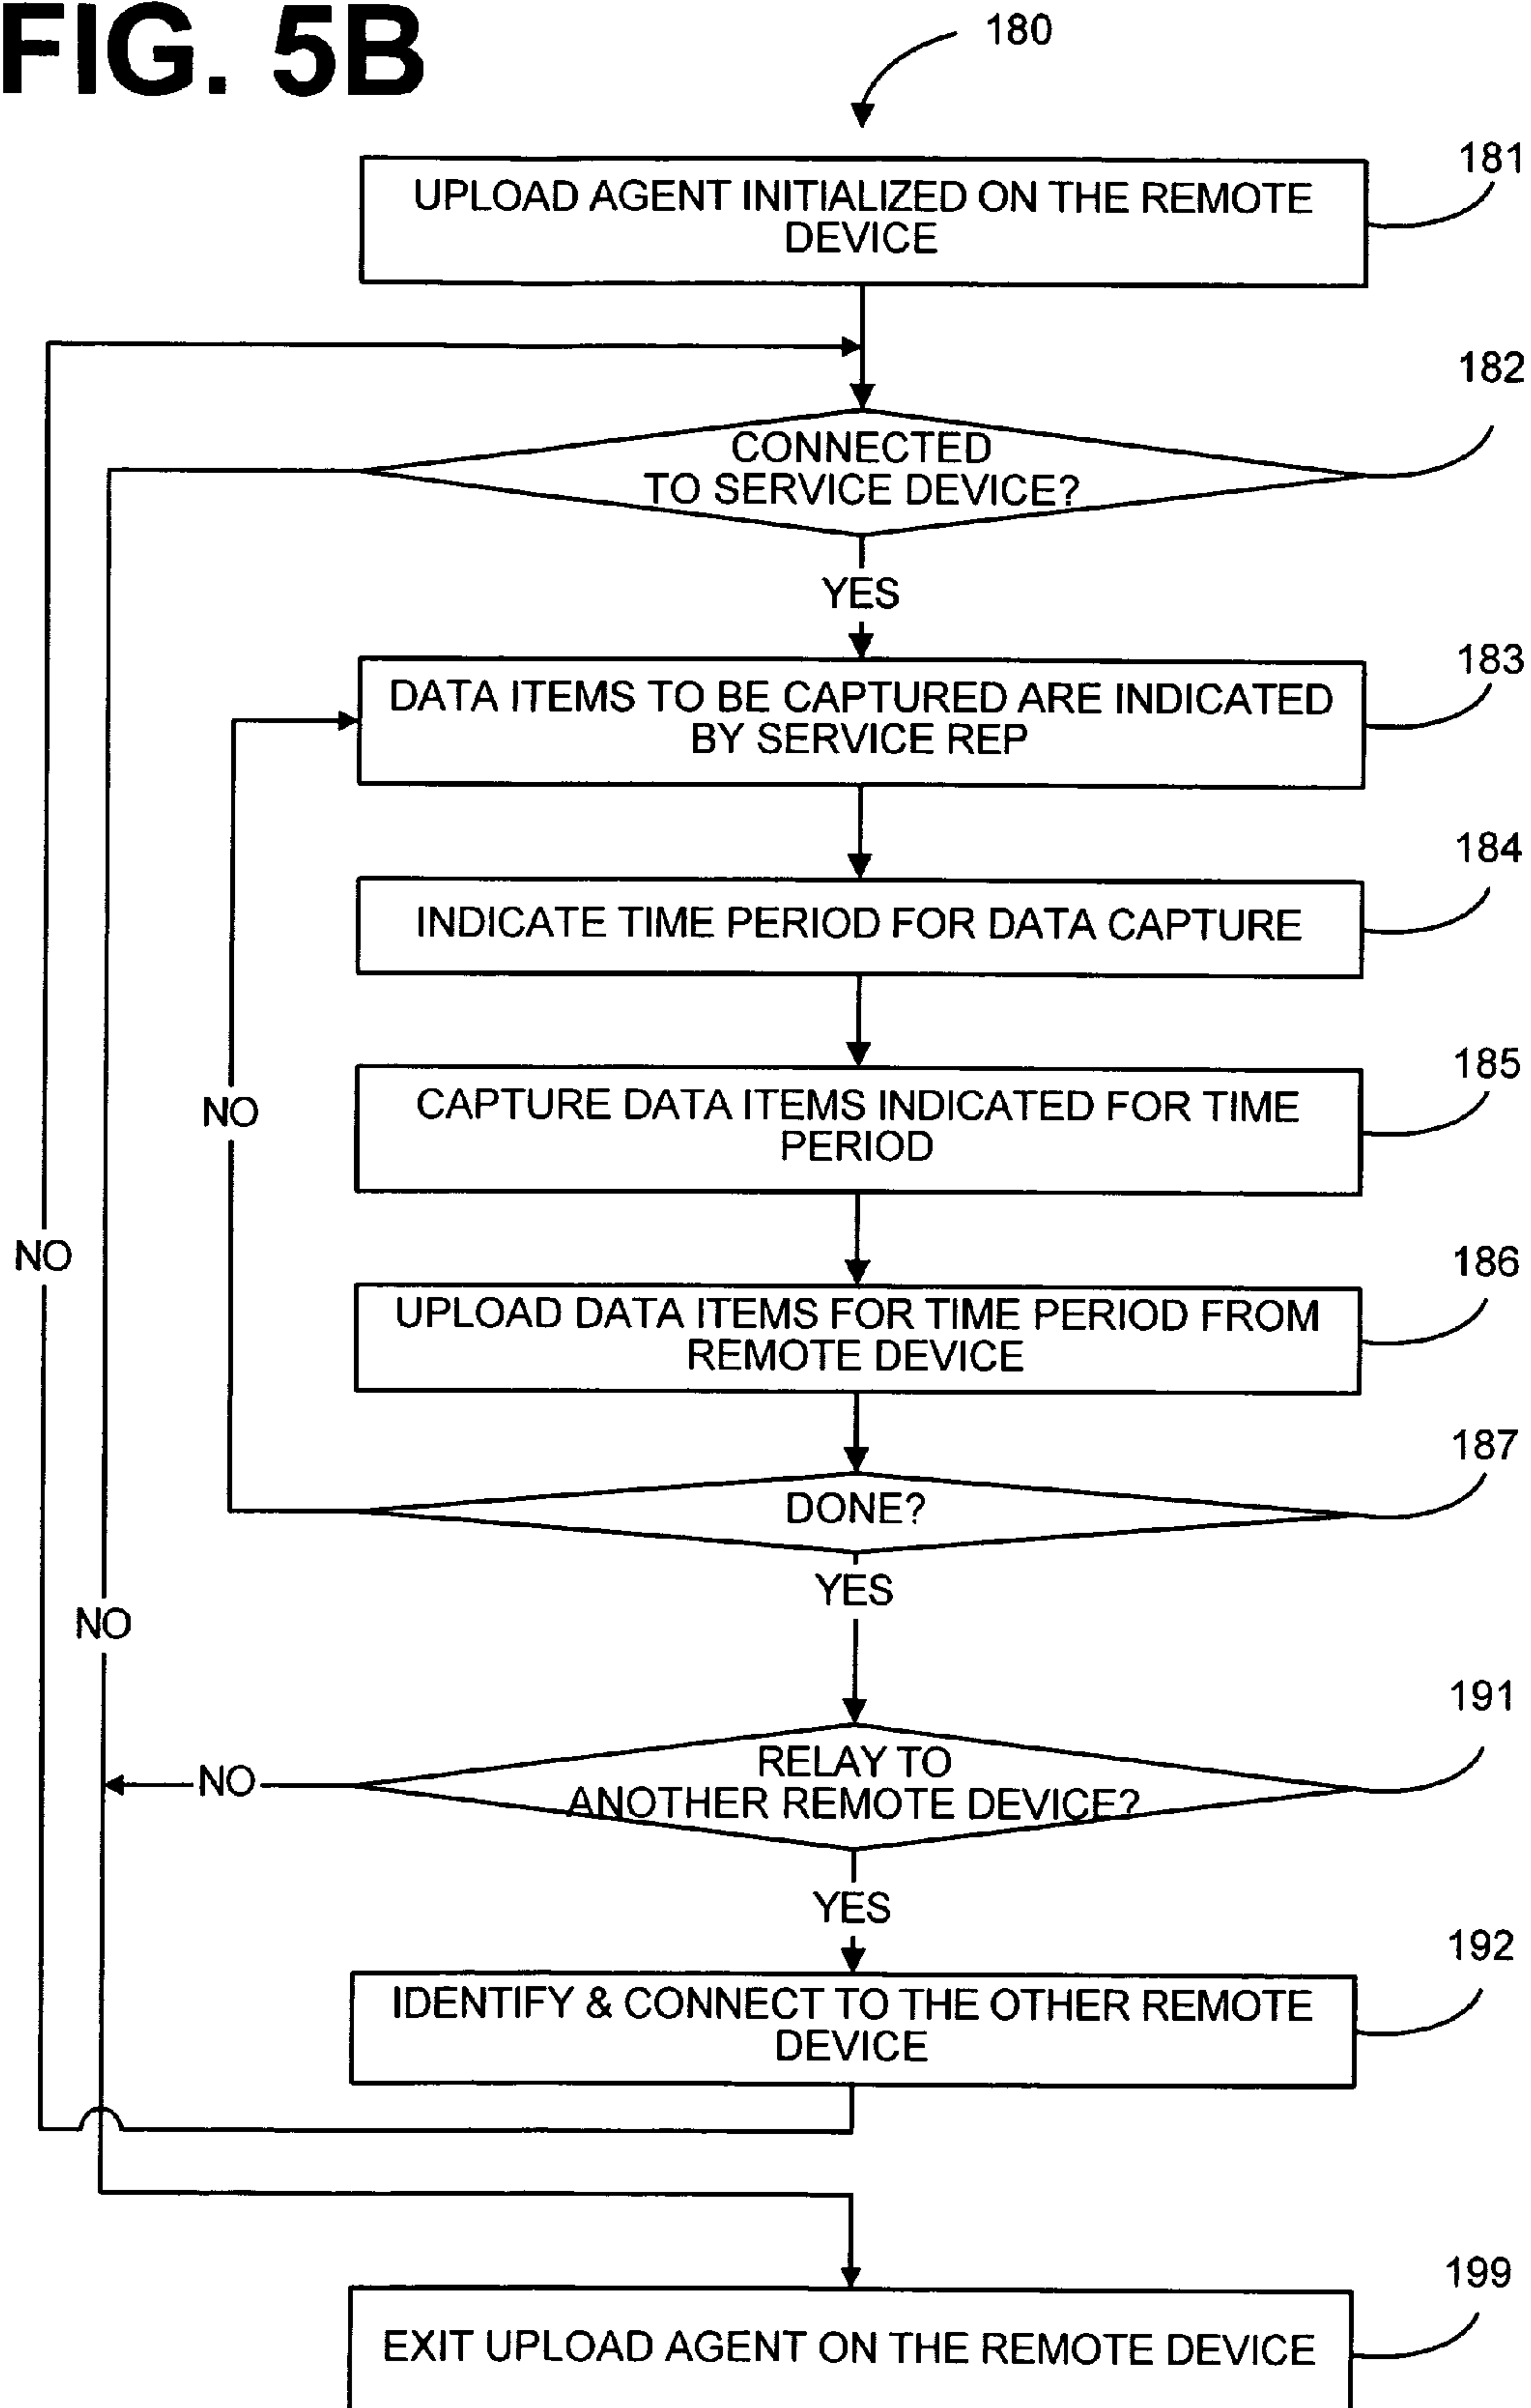 FIG. 5B
180
181
UPLOAD AGENT INITIALIZED ON THE REMOTE
DEVICE
182
CONNECTED
TO SERVICE DEVICE?
YES
183
DATA ITEMS TO BE CAPTURED ARE INDICATED
BY SERVICE REP
184
INDICATE TIME PERIOD FOR DATA CAPTURE
185
CAPTURE DATA ITEMS INDICATED FOR TIME
PERIOD
NO
NO
186
UPLOAD DATA ITEMS FOR TIME PERIOD FROM
REMOTE DEVICE
187
DONE?
YES
NO
191
RELAY TO
ANOTHER REMOTE DEVICE?
NO
YES
192
IDENTIFY & CONNECT TO THE OTHER REMOTE
DEVICE
199
EXIT UPLOAD AGENT ON THE REMOTE DEVICE